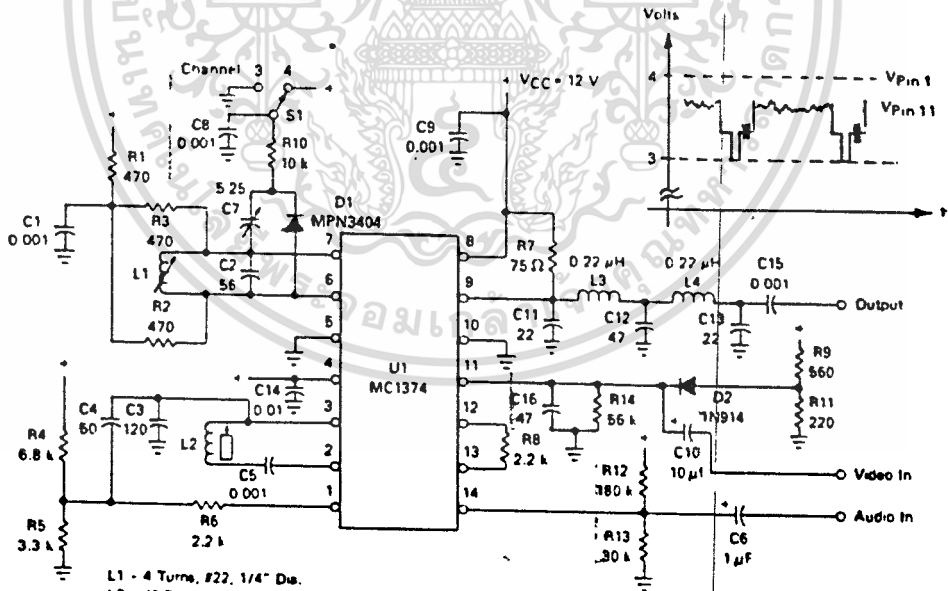 Volts
4
V Pin 1
V Pin 11
3
t
Channel 3 4
S1
C8
0.001
R10
10 k
C9
0.001
VCC = 12 V
R1
470
C1
0 001
R3
470
L1
R2
470
5 25
C7
C2
56
D1
MPN3404
7
6
5
4
3
2
1
8
9
10
11
12
13
14
U1
MC1374
R7
75 Ω
0 22 µH
L3
0 22 µH
L4
C15
0 001
Output
C11
22
C12
47
C13
22
R9
560
R11
220
D2
1N914
C16
47
R14
56 k
R8
2.2 k
C10
10 µf
Video In
R12
180 k
R13
30 k
C6
1 µF
Audio In
C14
0 01
C4
C3
120
L2
C5
0 001
R4
6.8 k
R5
3.3 k
R6
2.2 k
L1 - 4 Turns, #22, 1/4" Dia.